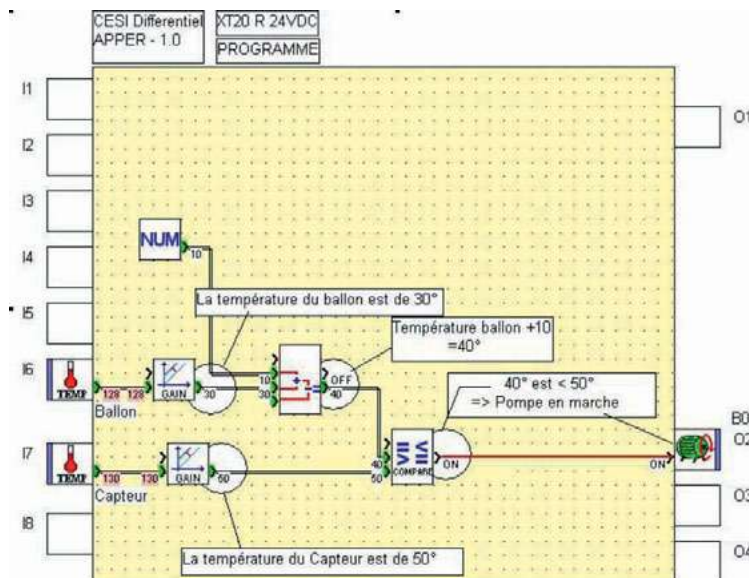 CESI Differentiel
APPER - 1.0
XT20 R 24VDC
PROGRAMME
I1
O1
I2
I3
NUM
10
I4
La température du ballon est de 30°
I5
Température ballon +10
=40°
I6
TEMP
128
128
GAIN
30
10
30
OFF
40
Ballon
40° est < 50°
=> Pompe en marche
B0
O2
I7
TEMP
130
130
GAIN
50
40
50
COMPARE
ON
ON
Capteur
O3
I8
La température du Capteur est de 50°
O4